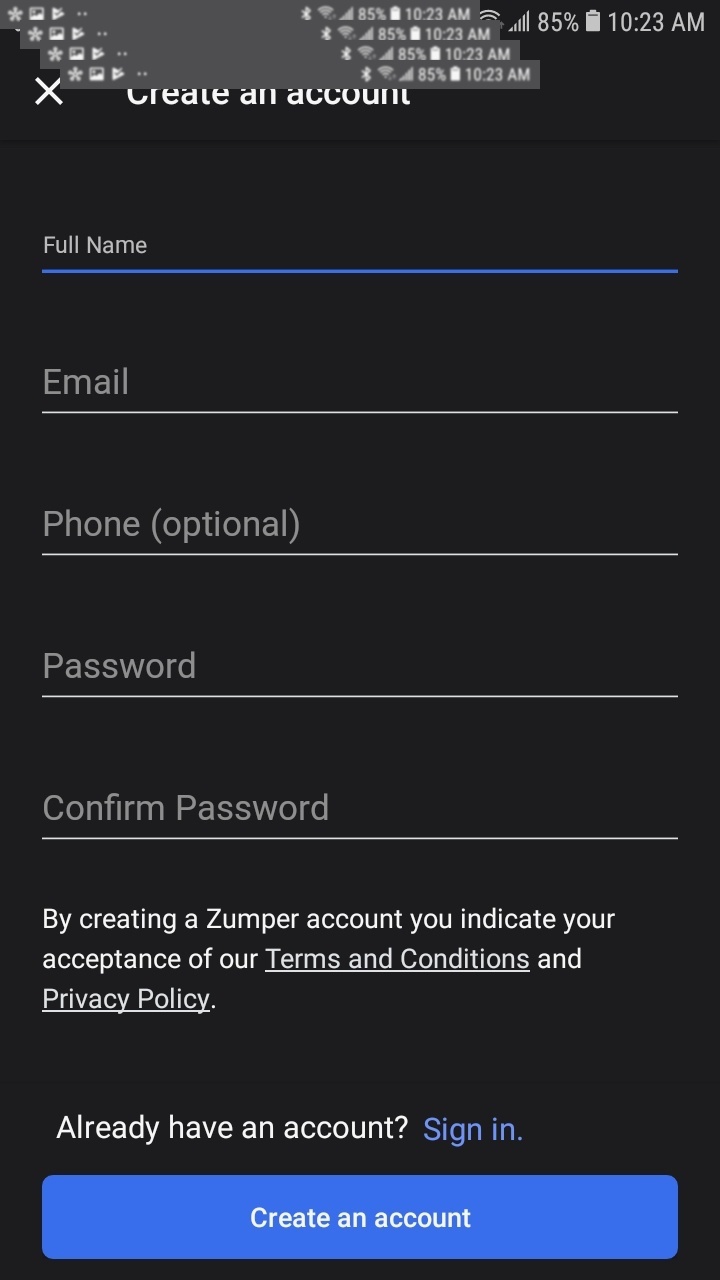 85% 10:23 AM
85% 10:23 AM
85% 10:23 AM
85% 10:23 AM
85% 10:23 AM
Create an account
Full Name
Email
Phone (optional)
Password
Confirm Password
By creating a Zumper account you indicate your
acceptance of our Terms and Conditions and
Privacy Policy.
Already have an account? Sign in.
Create an account